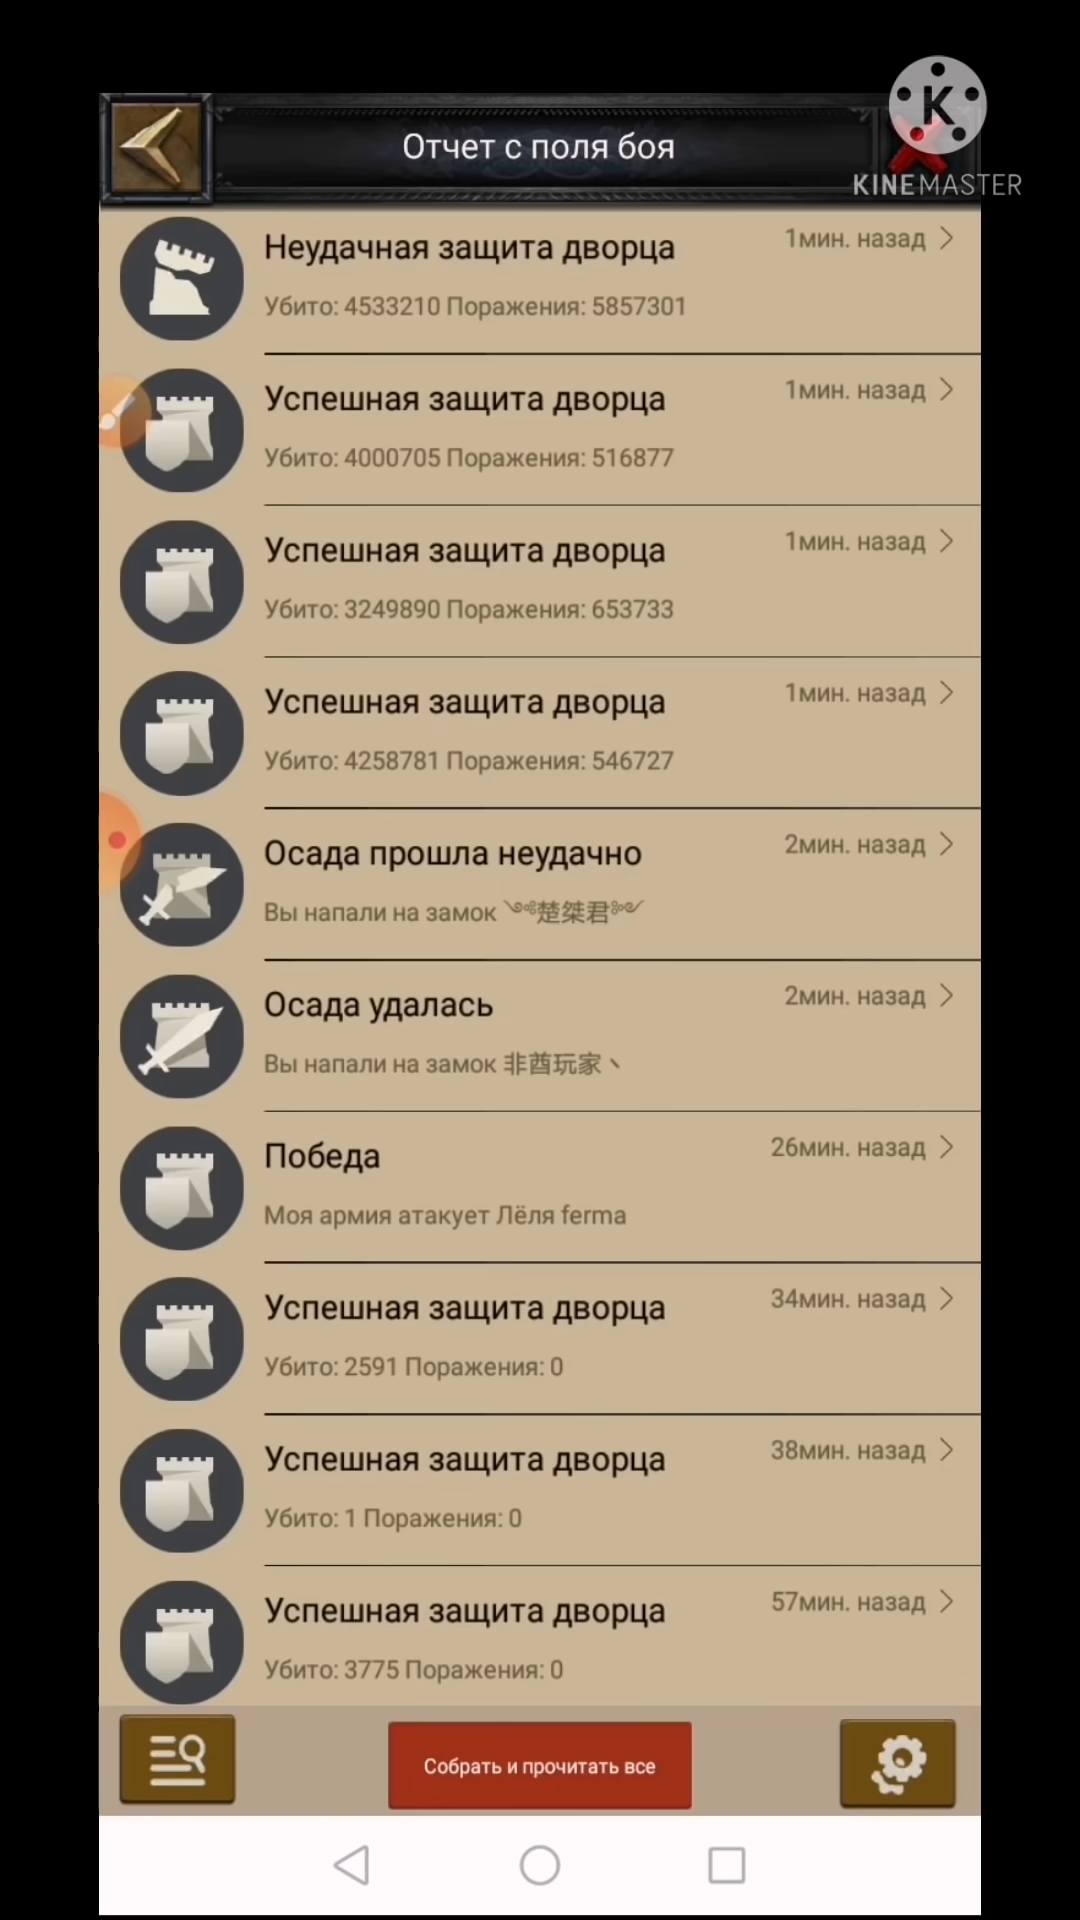 K
KINEMASTER
Отчет с поля боя
Неудачная защита дворца
1мин. назад
Убито: 4533210 Поражения: 5857301
Успешная защита дворца
1мин. назад
Убито: 4000705 Поражения: 516877
Успешная защита дворца
1мин. назад
Убито: 3249890 Поражения: 653733
Успешная защита дворца
1мин. назад
Убито: 4258781 Поражения: 546727
Осада прошла неудачно
2мин. назад
Вы напали на замок ༺楚桀君༻
Осада удалась
2мин. назад
Вы напали на замок 非酋玩家丶
Победа
26мин. назад
Моя армия атакует Лёля ferma
Успешная защита дворца
34мин. назад
Убито: 2591 Поражения: 0
Успешная защита дворца
38мин. назад
Убито: 1 Поражения: 0
Успешная защита дворца
57мин. назад
Убито: 3775 Поражения: 0
Собрать и прочитать все